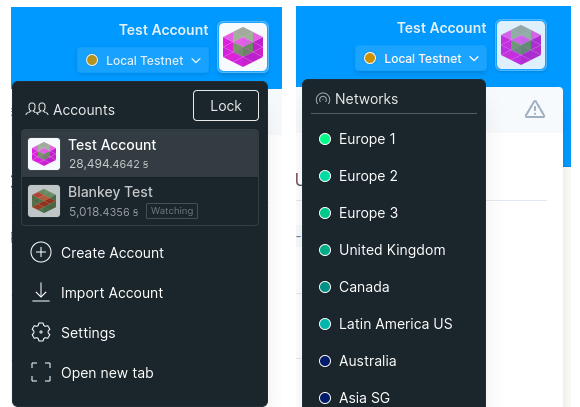 Test Account
Local Testnet
Accounts
Lock
Test Account
28,494.4642 s
Blankey Test
5,018.4356 s
Watching
Create Account
Import Account
Settings
Open new tab
Test Account
Local Testnet
Networks
Europe 1
Europe 2
Europe 3
United Kingdom
Canada
Latin America US
Australia
Asia SG